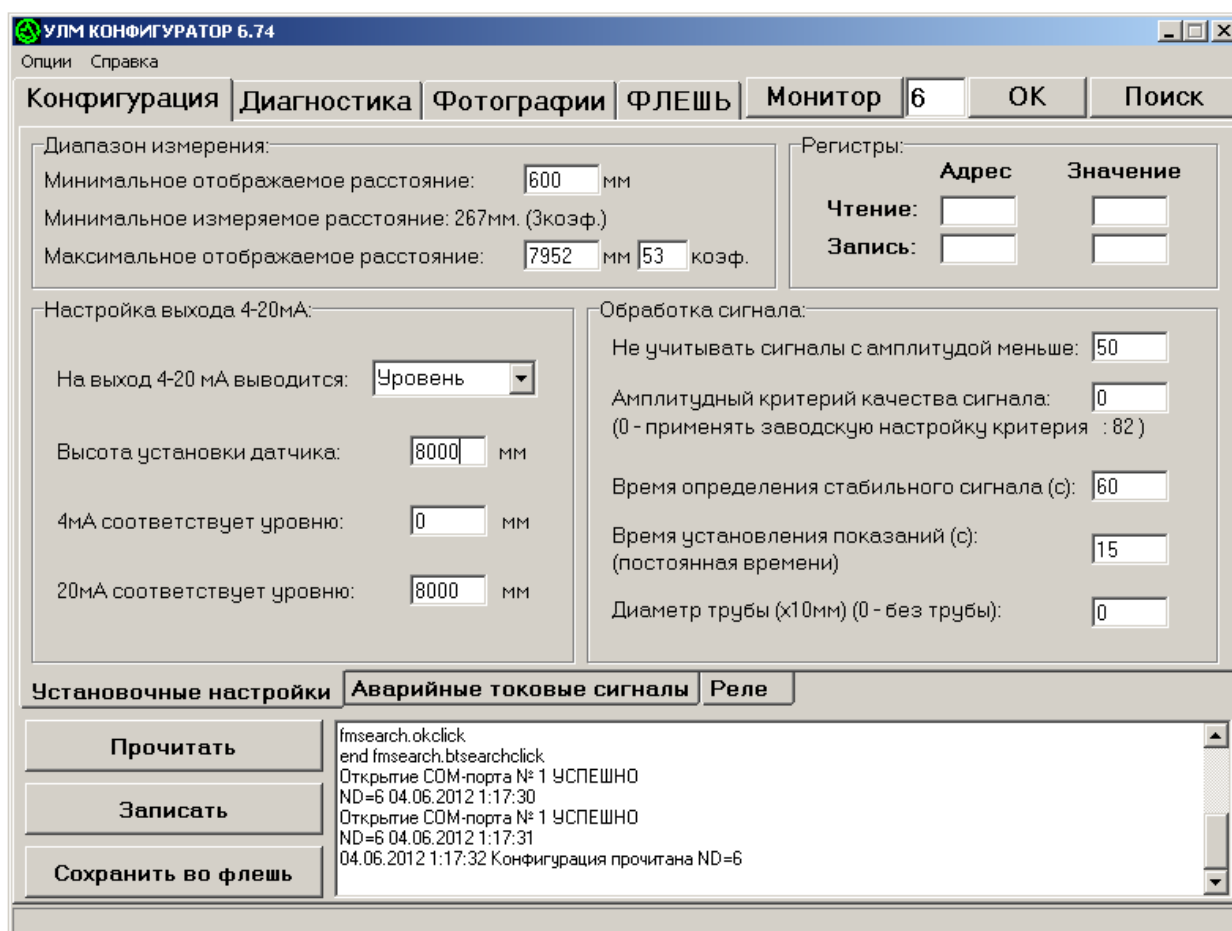 УЛМ КОНФИГУРАТОР 6.74
Опции Справка
Конфигурация Диагностика Фотографии ФЛЕШЬ Монитор 6 OK Поиск
Диапазон измерения:
Минимальное отображаемое расстояние: 600 мм
Минимальное измеряемое расстояние: 267мм. (3коэф.)
Максимальное отображаемое расстояние: 7952 мм 53 коэф.
Регистры:
Адрес Значение
Чтение:
Запись:
Настройка выхода 4-20мА:
На выход 4-20 мА выводится: Уровень
Высота установки датчика: 8000 мм
4мА соответствует уровню: 0 мм
20мА соответствует уровню: 8000 мм
Обработка сигнала:
Не учитывать сигналы с амплитудой меньше: 50
Амплитудный критерий качества сигнала: 0
(0 - применять заводскую настройку критерия : 82 )
Время определения стабильного сигнала (с): 60
Время установления показаний (с): 15
(постоянная времени)
Диаметр трубы (х10мм) (0 - без трубы): 0
Установочные настройки Аварийные токовые сигналы Реле
Прочитать
Записать
Сохранить во флешь
fmsearch.okclick
end fmsearch.btsearchclick
Открытие COM-порта № 1 УСПЕШНО
ND=6 04.06.2012 1:17:30
Открытие COM-порта № 1 УСПЕШНО
ND=6 04.06.2012 1:17:31
04.06.2012 1:17:32 Конфигурация прочитана ND=6